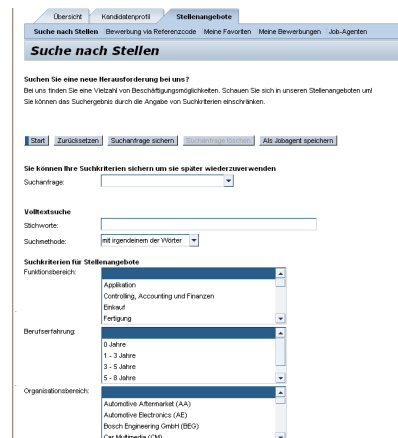 Übersicht Kandidatenprofil Stellenangebote
Suche nach Stellen Bewerbung via Referenzcode Meine Favoriten Meine Bewerbungen Job-Agenten
Suche nach Stellen
Suchen Sie eine neue Herausforderung bei uns?
Bei uns finden Sie eine Vielzahl von Beschäftigungsmöglichkeiten. Schauen Sie sich in unseren Stellenangeboten um!
Sie können das Suchergebnis durch die Angabe von Suchkriterien einschränken.
Start Zurücksetzen Suchanfrage sichern Suchanfrage löschen Als Jobagent speichern
Sie können Ihre Suchkriterien sichern um sie später wiederzuverwenden
Suchanfrage:
Volltextsuche
Stichworte:
Suchmethode: mit irgendeinem der Wörter
Suchkriterien für Stellenangebote
Funktionsbereich:
Applikation
Controlling, Accounting und Finanzen
Einkauf
Fertigung
Berufserfahrung:
0 Jahre
1 - 3 Jahre
3 - 5 Jahre
5 - 8 Jahre
Organisationsbereich:
Automotive Aftermarket (AA)
Automotive Electronics (AE)
Bosch Engineering GmbH (BEG)
Car Multimedia (CM)